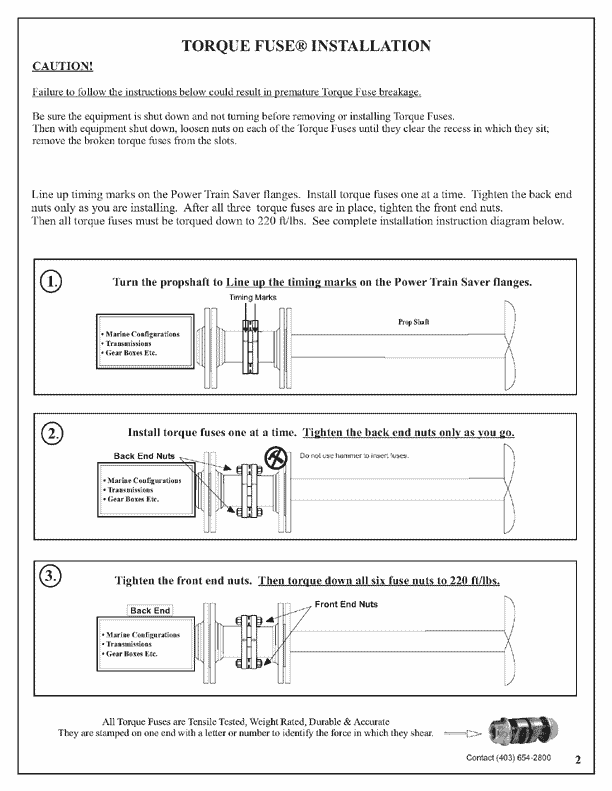 TORQUE FUSE® INSTALLATION
CAUTION!
Failure to follow the instructions below could result in premature Torque Fuse breakage.
Be sure the equipment is shut down and not turning before removing or installing Torque Fuses.
Then with equipment shut down, loosen nuts on each of the Torque Fuses until they clear the recess in which they sit;
remove the broken torque fuses from the slots.
Line up timing marks on the Power Train Saver flanges. Install torque fuses one at a time. Tighten the back end
nuts only as you are installing. After all three torque fuses are in place, tighten the front end nuts.
Then all torque fuses must be torqued down to 220 ft/lbs. See complete installation instruction diagram below.
1.
Turn the propshaft to Line up the timing marks on the Power Train Saver flanges.
Timing Marks
Prop Shaft
• Marine Configurations
• Transmissions
• Gear Boxes Etc.
2.
Install torque fuses one at a time. Tighten the back end nuts only as you go.
Back End Nuts
Do not use hammer to insert fuses.
• Marine Configurations
• Transmissions
• Gear Boxes Etc.
3.
Tighten the front end nuts. Then torque down all six fuse nuts to 220 ft/lbs.
Back End
Front End Nuts
• Marine Configurations
• Transmissions
• Gear Boxes Etc.
All Torque Fuses are Tensile Tested, Weight Rated, Durable & Accurate
They are stamped on one end with a letter or number to identify the force in which they shear.
Contact (403) 654-2800
2